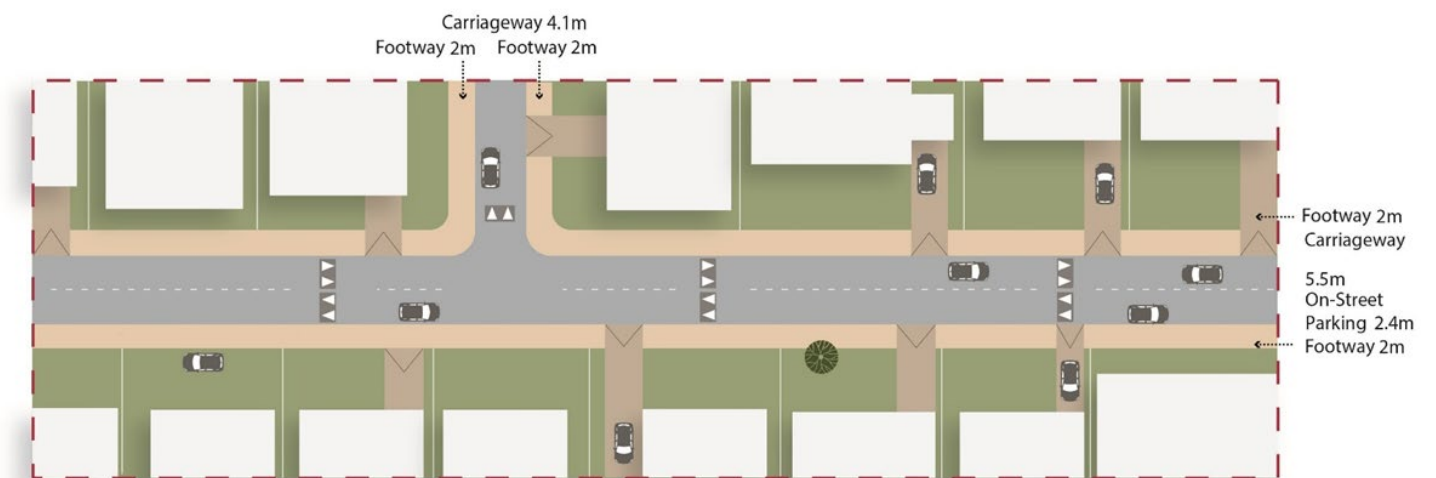 Carriageway 4.1m
Footway 2m Footway 2m
Footway 2m
Carriageway
5.5m
On-Street
Parking 2.4m
Footway 2m